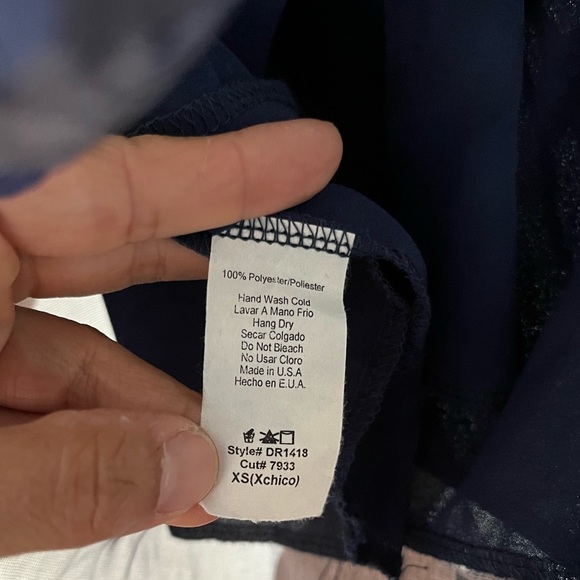 100% Polyester/Poliester
Hand Wash Cold
Lavar A Mano Frio
Hang Dry
Secar Colgado
Do Not Bleach
No Usar Cloro
Made in U.S.A
Hecho en E.U.A.
Style# DR1418
Cut# 7933
XS(Xchico)